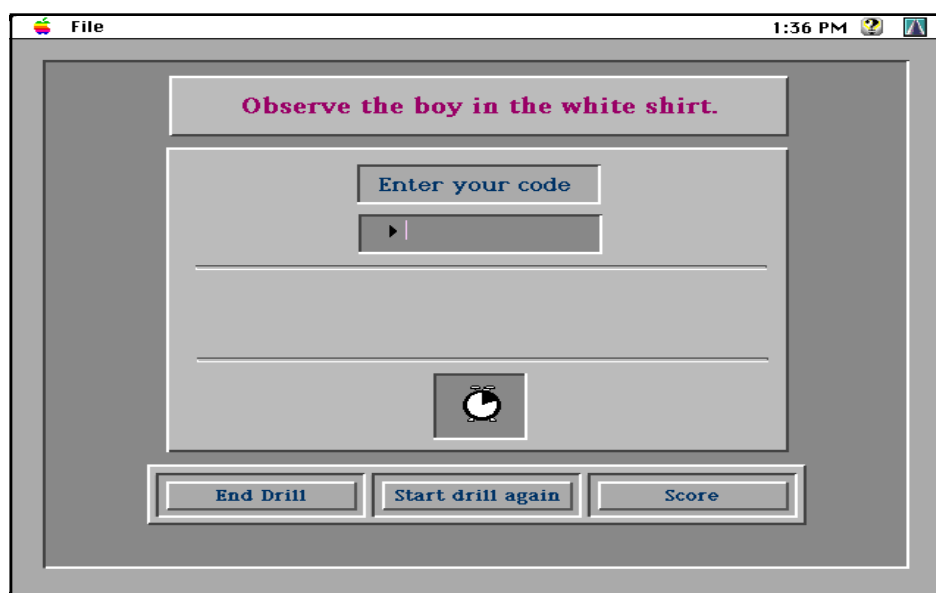 File 1:36 PM
Observe the boy in the white shirt.
Enter your code
End Drill Start drill again Score